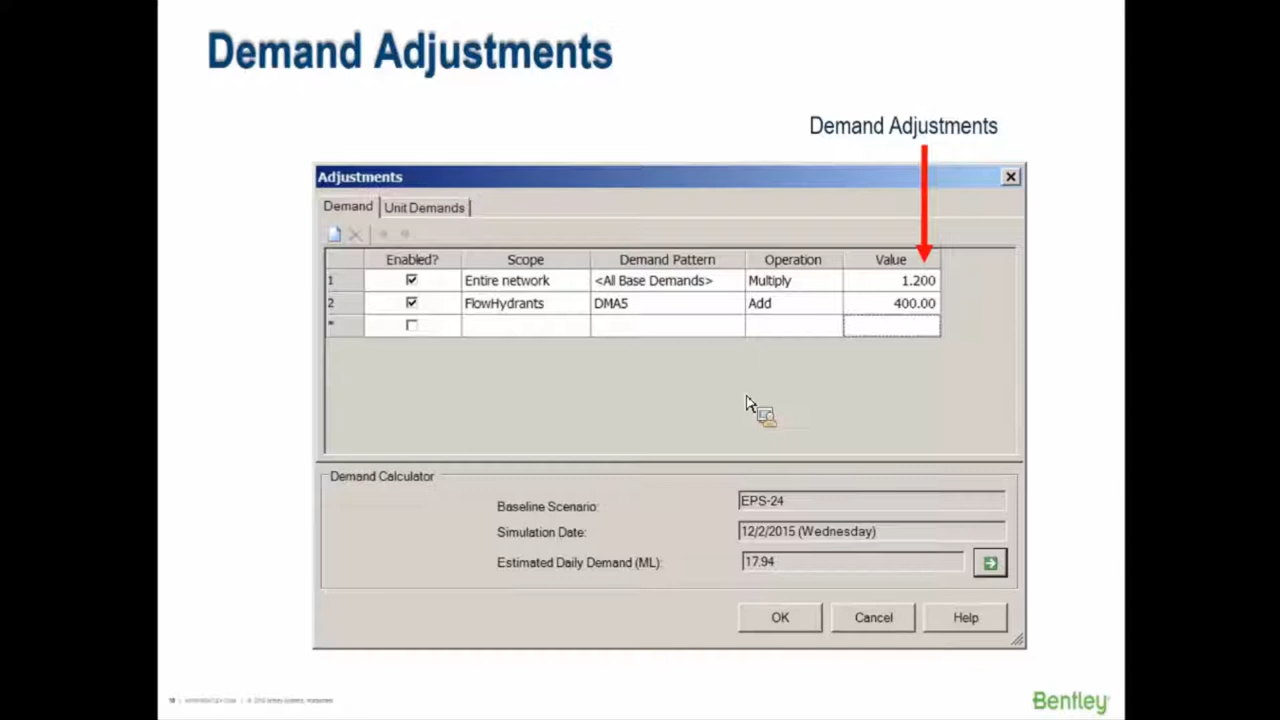 Demand Adjustments
Demand Adjustments
Adjustments
Demand Unit Demands
Enabled? Scope Demand Pattern Operation Value
1 Entire network <All Base Demands> Multiply 1.200
2 FlowHydrants DMA5 Add 400.00
*
Demand Calculator
Baseline Scenario: EPS-24
Simulation Date: 12/2/2015 (Wednesday)
Estimated Daily Demand (ML): 17.94
OK Cancel Help
Bentley